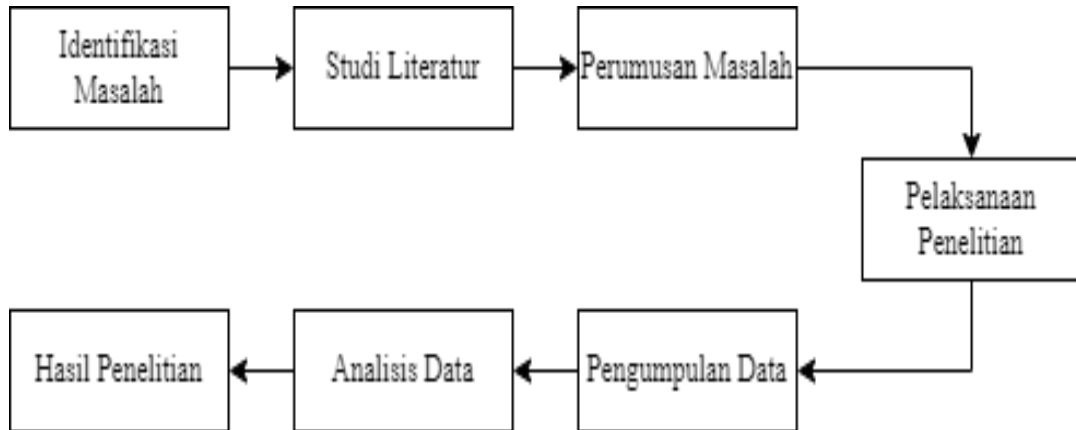 Identifikasi
Masalah
Studi Literatur
Perumusan Masalah
Pelaksanaan
Penelitian
Pengumpulan Data
Analisis Data
Hasil Penelitian